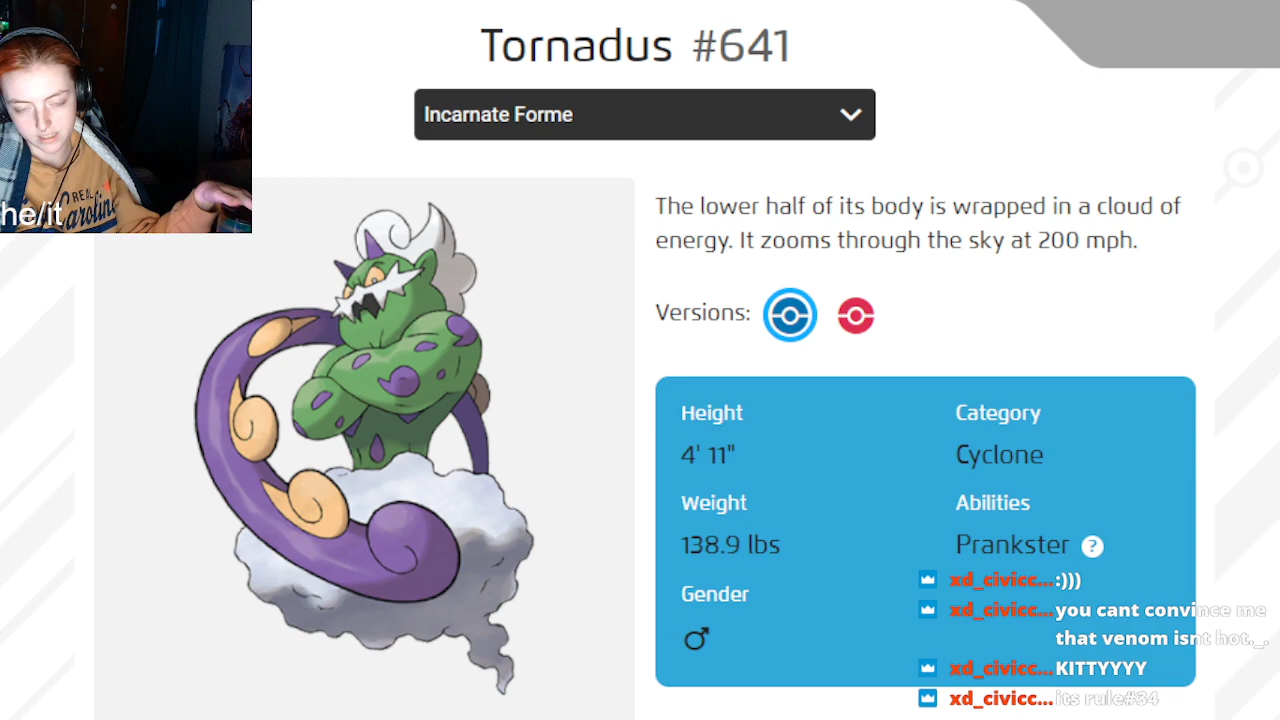 Tornadus #641
Incarnate Forme
REAL
Caroline
he/it
The lower half of its body is wrapped in a cloud of
energy. It zooms through the sky at 200 mph.
Versions:
Height
4' 11"
Category
Cyclone
Weight
138.9 lbs
Abilities
Prankster ?
Gender
xd_civicc...:)))
xd_civicc...you cant convince me
that venom isnt hot._.
xd_civicc...KITTYYYY
xd_civicc...its rule#34